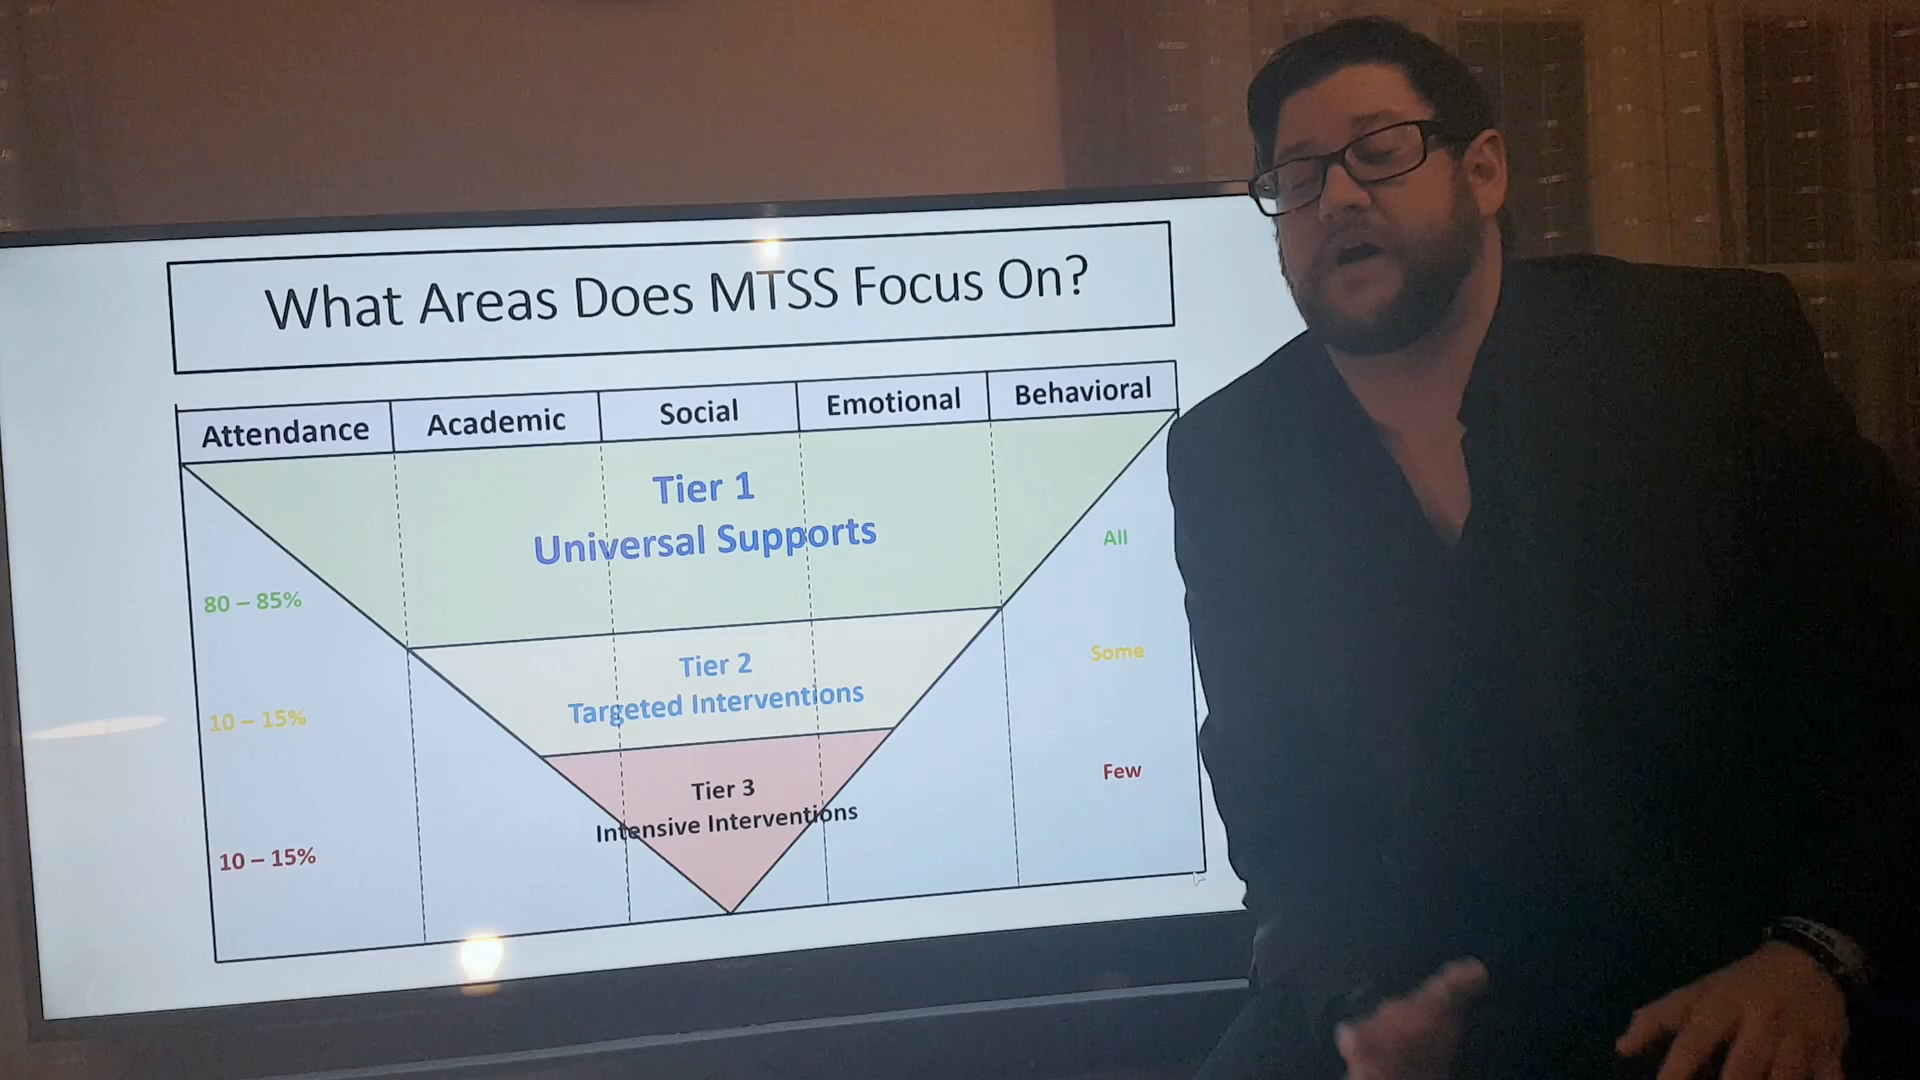 What Areas Does MTSS Focus On?
Attendance
Academic
Social
Emotional
Behavioral
Tier 1
Universal Supports
All
80 – 85%
Tier 2
Targeted Interventions
Some
10 – 15%
Tier 3
Intensive Interventions
Few
10 – 15%